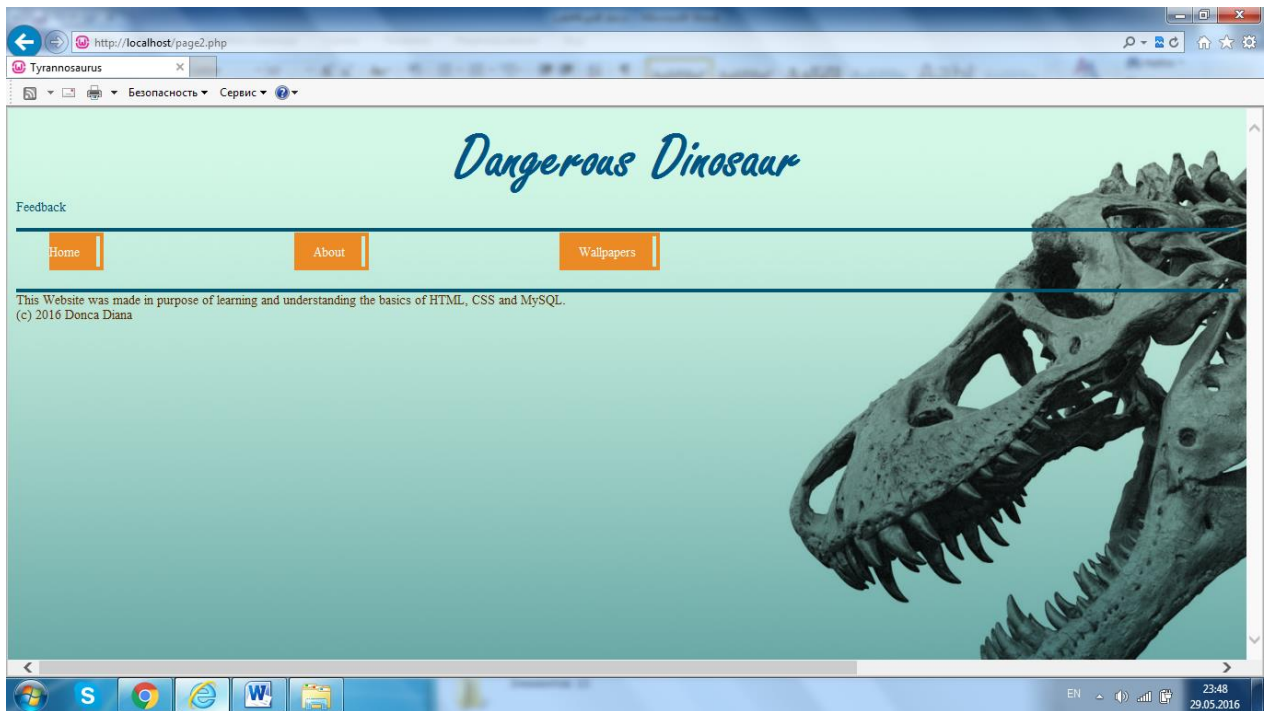 http://localhost/page2.php
Tyrannosaurus
Безопасность Сервис
Dangerous Dinosaur
Feedback
Home About Wallpapers
This Website was made in purpose of learning and understanding the basics of HTML, CSS and MySQL.
(c) 2016 Donca Diana
EN 23:48
29.05.2016